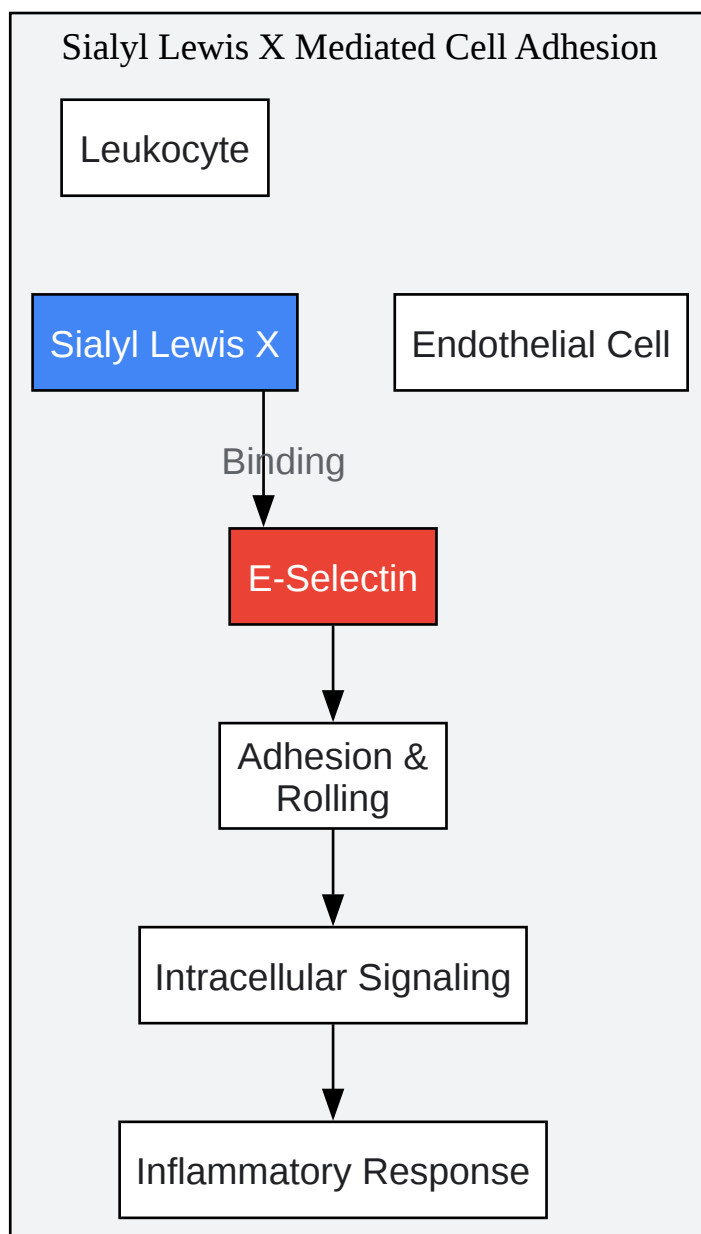 Sialyl Lewis X Mediated Cell Adhesion
Leukocyte
Sialyl Lewis X
Endothelial Cell
Binding
E-Selectin
Adhesion &
Rolling
Intracellular Signaling
Inflammatory Response